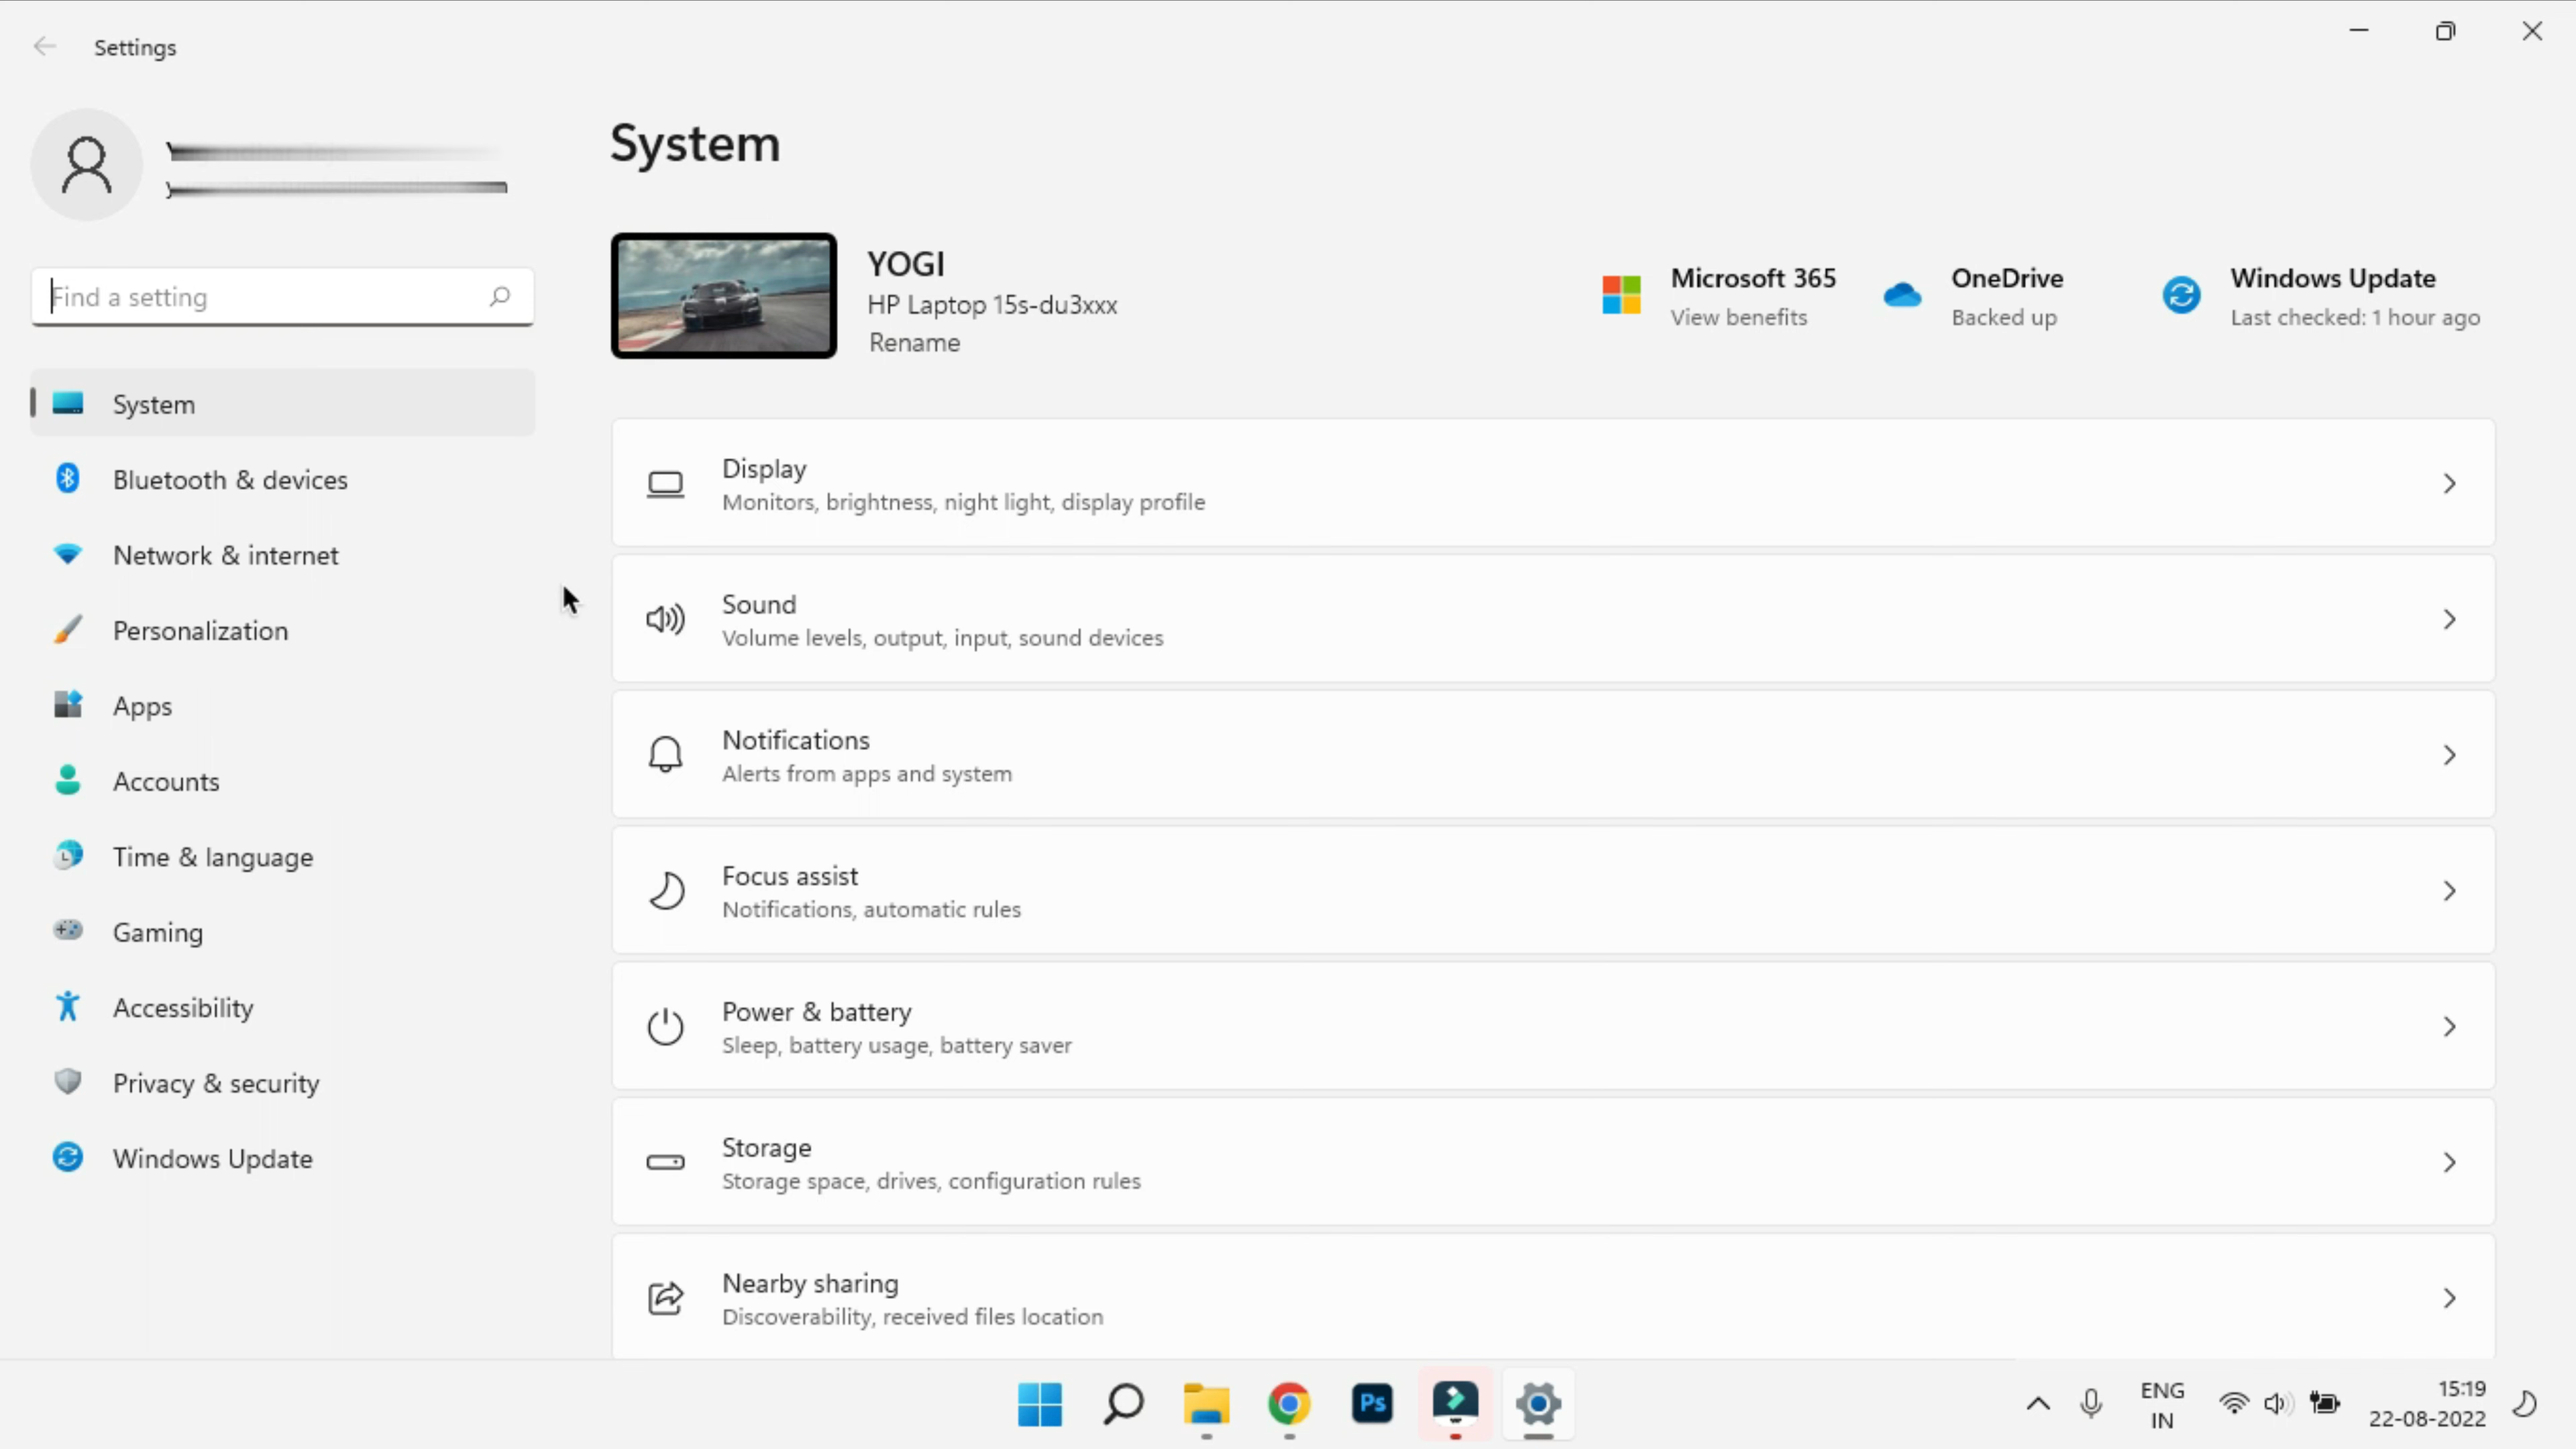 Settings
Find a setting
System
Bluetooth & devices
Network & internet
Personalization
Apps
Accounts
Time & language
Gaming
Accessibility
Privacy & security
Windows Update
System
YOGI
HP Laptop 15s-du3xxx
Rename
Microsoft 365
View benefits
OneDrive
Backed up
Windows Update
Last checked: 1 hour ago
Display
Monitors, brightness, night light, display profile
Sound
Volume levels, output, input, sound devices
Notifications
Alerts from apps and system
Focus assist
Notifications, automatic rules
Power & battery
Sleep, battery usage, battery saver
Storage
Storage space, drives, configuration rules
Nearby sharing
Discoverability, received files location
Ps
ENG
IN
15:19
22-08-2022